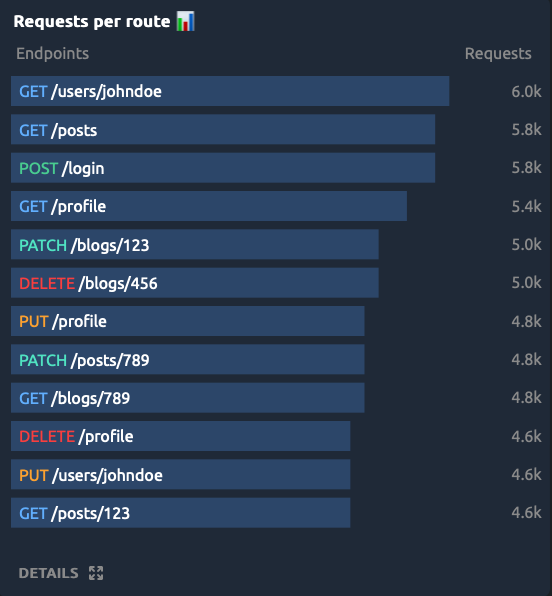 Requests per route 📊
Endpoints Requests
GET /users/johndoe 6.0k
GET /posts 5.8k
POST /login 5.8k
GET /profile 5.4k
PATCH /blogs/123 5.0k
DELETE /blogs/456 5.0k
PUT /profile 4.8k
PATCH /posts/789 4.8k
GET /blogs/789 4.8k
DELETE /profile 4.6k
PUT /users/johndoe 4.6k
GET /posts/123 4.6k
DETAILS